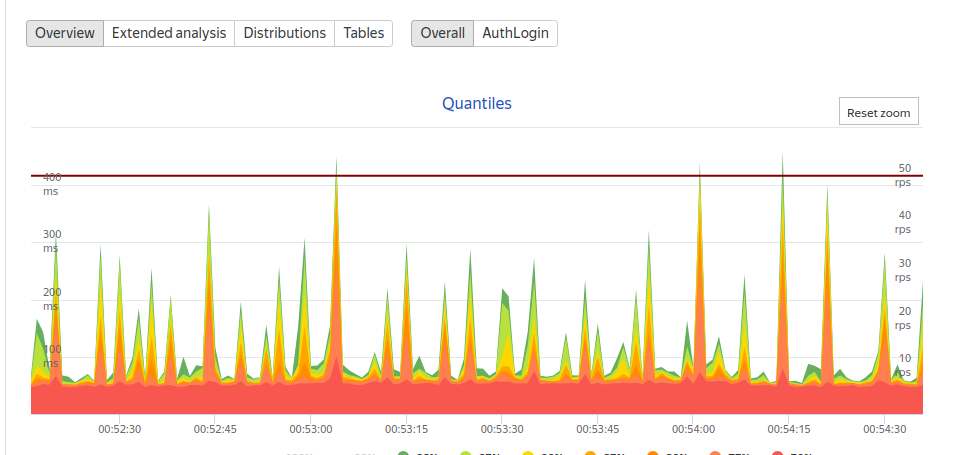 Overview Extended analysis Distributions Tables Overall AuthLogin
Quantiles
Reset zoom
400 ms
300 ms
200 ms
100 ms
50 rps
40 rps
30 rps
20 rps
10 rps
00:52:30 00:52:45 00:53:00 00:53:15 00:53:30 00:53:45 00:54:00 00:54:15 00:54:30